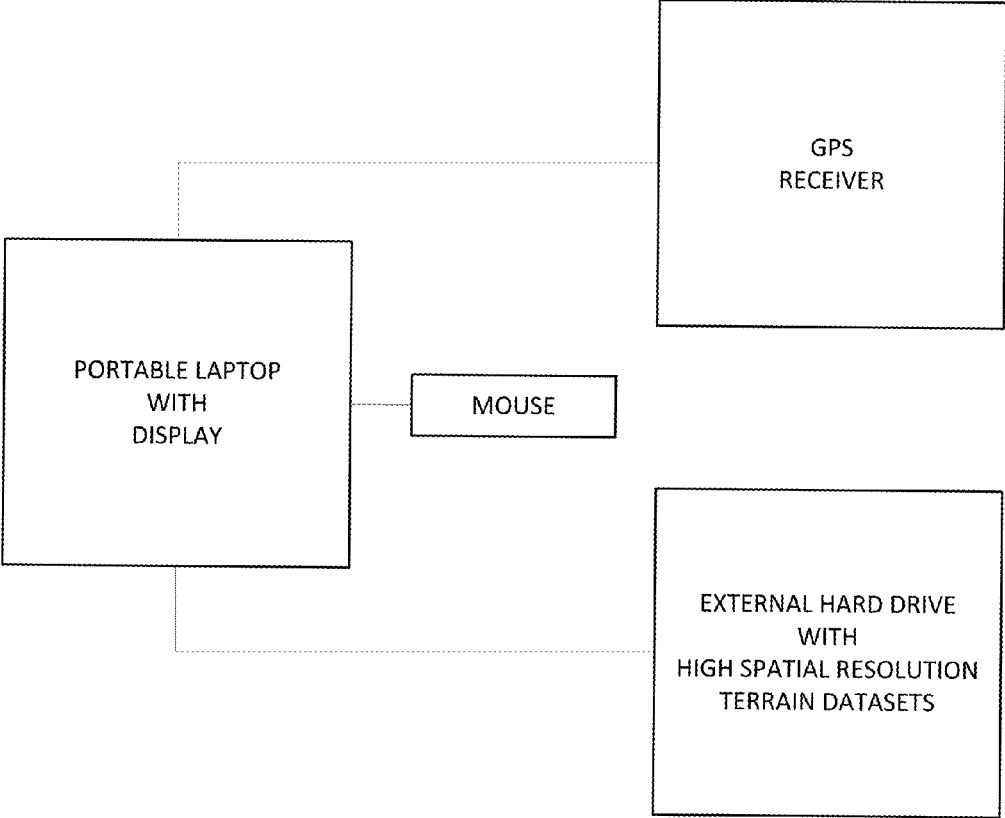 GPS
RECEIVER
PORTABLE LAPTOP
WITH
DISPLAY
MOUSE
EXTERNAL HARD DRIVE
WITH
HIGH SPATIAL RESOLUTION
TERRAIN DATASETS